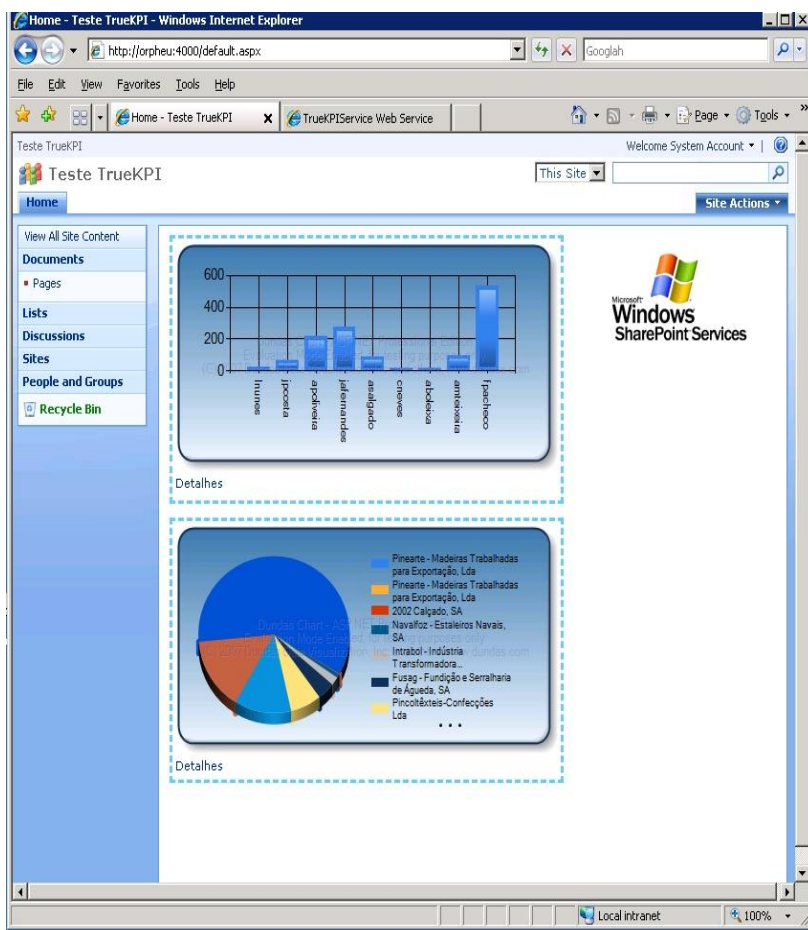 Home - Teste TrueKPI - Windows Internet Explorer
http://orpheu:4000/default.aspx
Googlah
File Edit View Favorites Tools Help
Home - Teste TrueKPI
TrueKPIService Web Service
Page
Tools
Teste TrueKPI
Welcome System Account
Teste TrueKPI
This Site
Home
Site Actions
View All Site Content
Documents
Pages
Lists
Discussions
Sites
People and Groups
Recycle Bin
600
400
200
0
lnunes
ipcosta
apoliveira
jafernandes
asalgado
cneves
aboleixa
amteixeira
fpacheco
Detalhes
Microsoft
Windows
SharePoint Services
Pinearte - Madeiras Trabalhadas
para Exportação, Lda
Pinearte - Madeiras Trabalhadas
para Exportação, Lda
2002 Calçado, SA
Navalfoz - Estaleiros Navais,
SA
Intrabol - Indústria
Transformadora...
Fusag - Fundição e Serralharia
de Águeda, SA
Pincoltêxteis-Confecções
Lda
...
Detalhes
Local intranet
100%